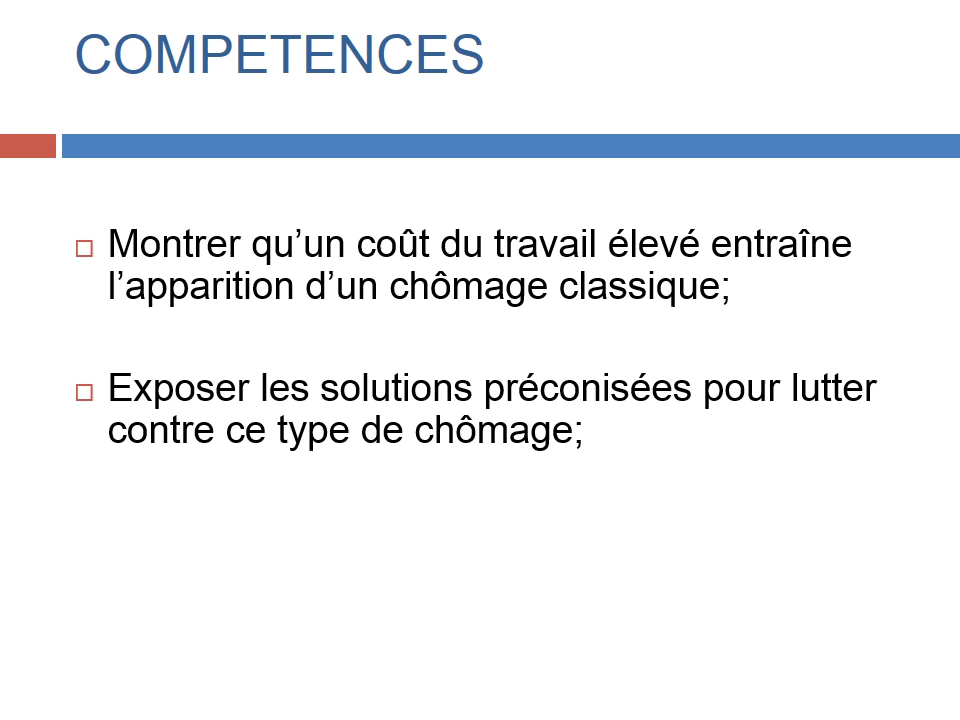 COMPETENCES
Montrer qu’un coût du travail élevé entraîne
l’apparition d’un chômage classique;
Exposer les solutions préconisées pour lutter
contre ce type de chômage;